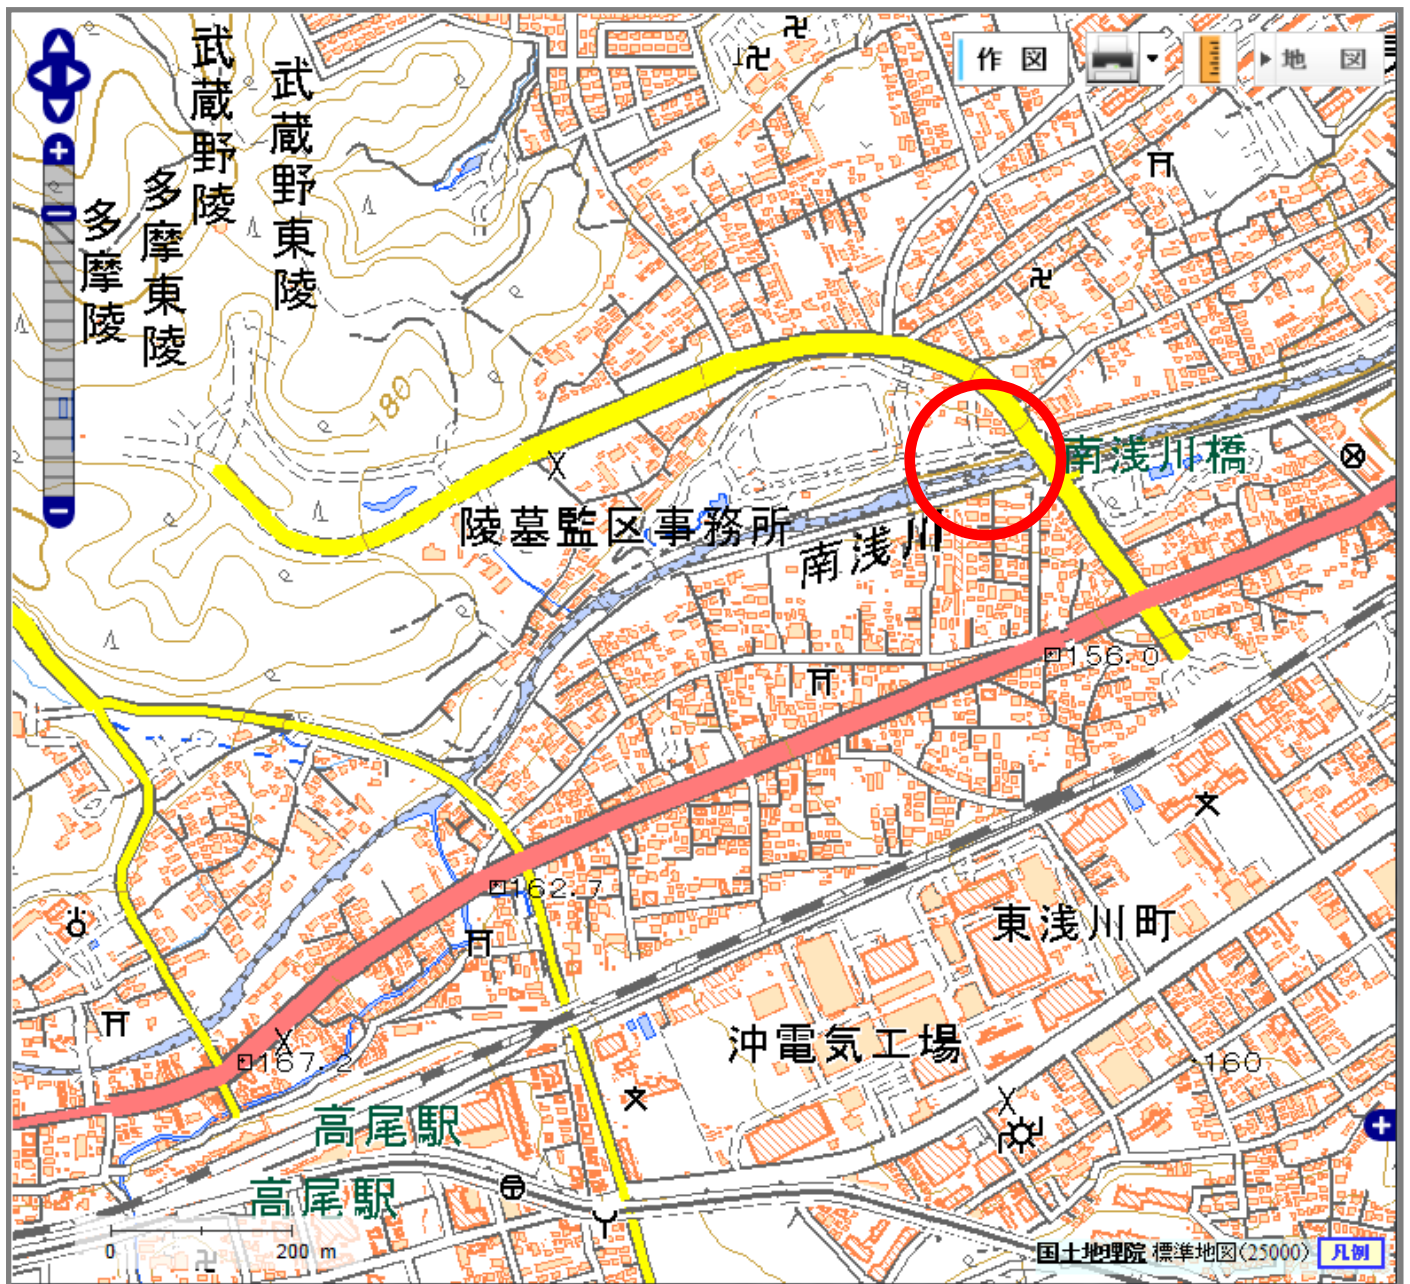 作 図
地 図
武蔵野陵
武蔵野東陵
多摩東陵
多摩陵
180
南浅川橋
陵墓監区事務所
南浅川
156.0
162.7
東浅川町
沖電気工場
167.2
160
高尾駅
高尾駅
0
200 m
国土地理院 標準地図(25000)
凡例